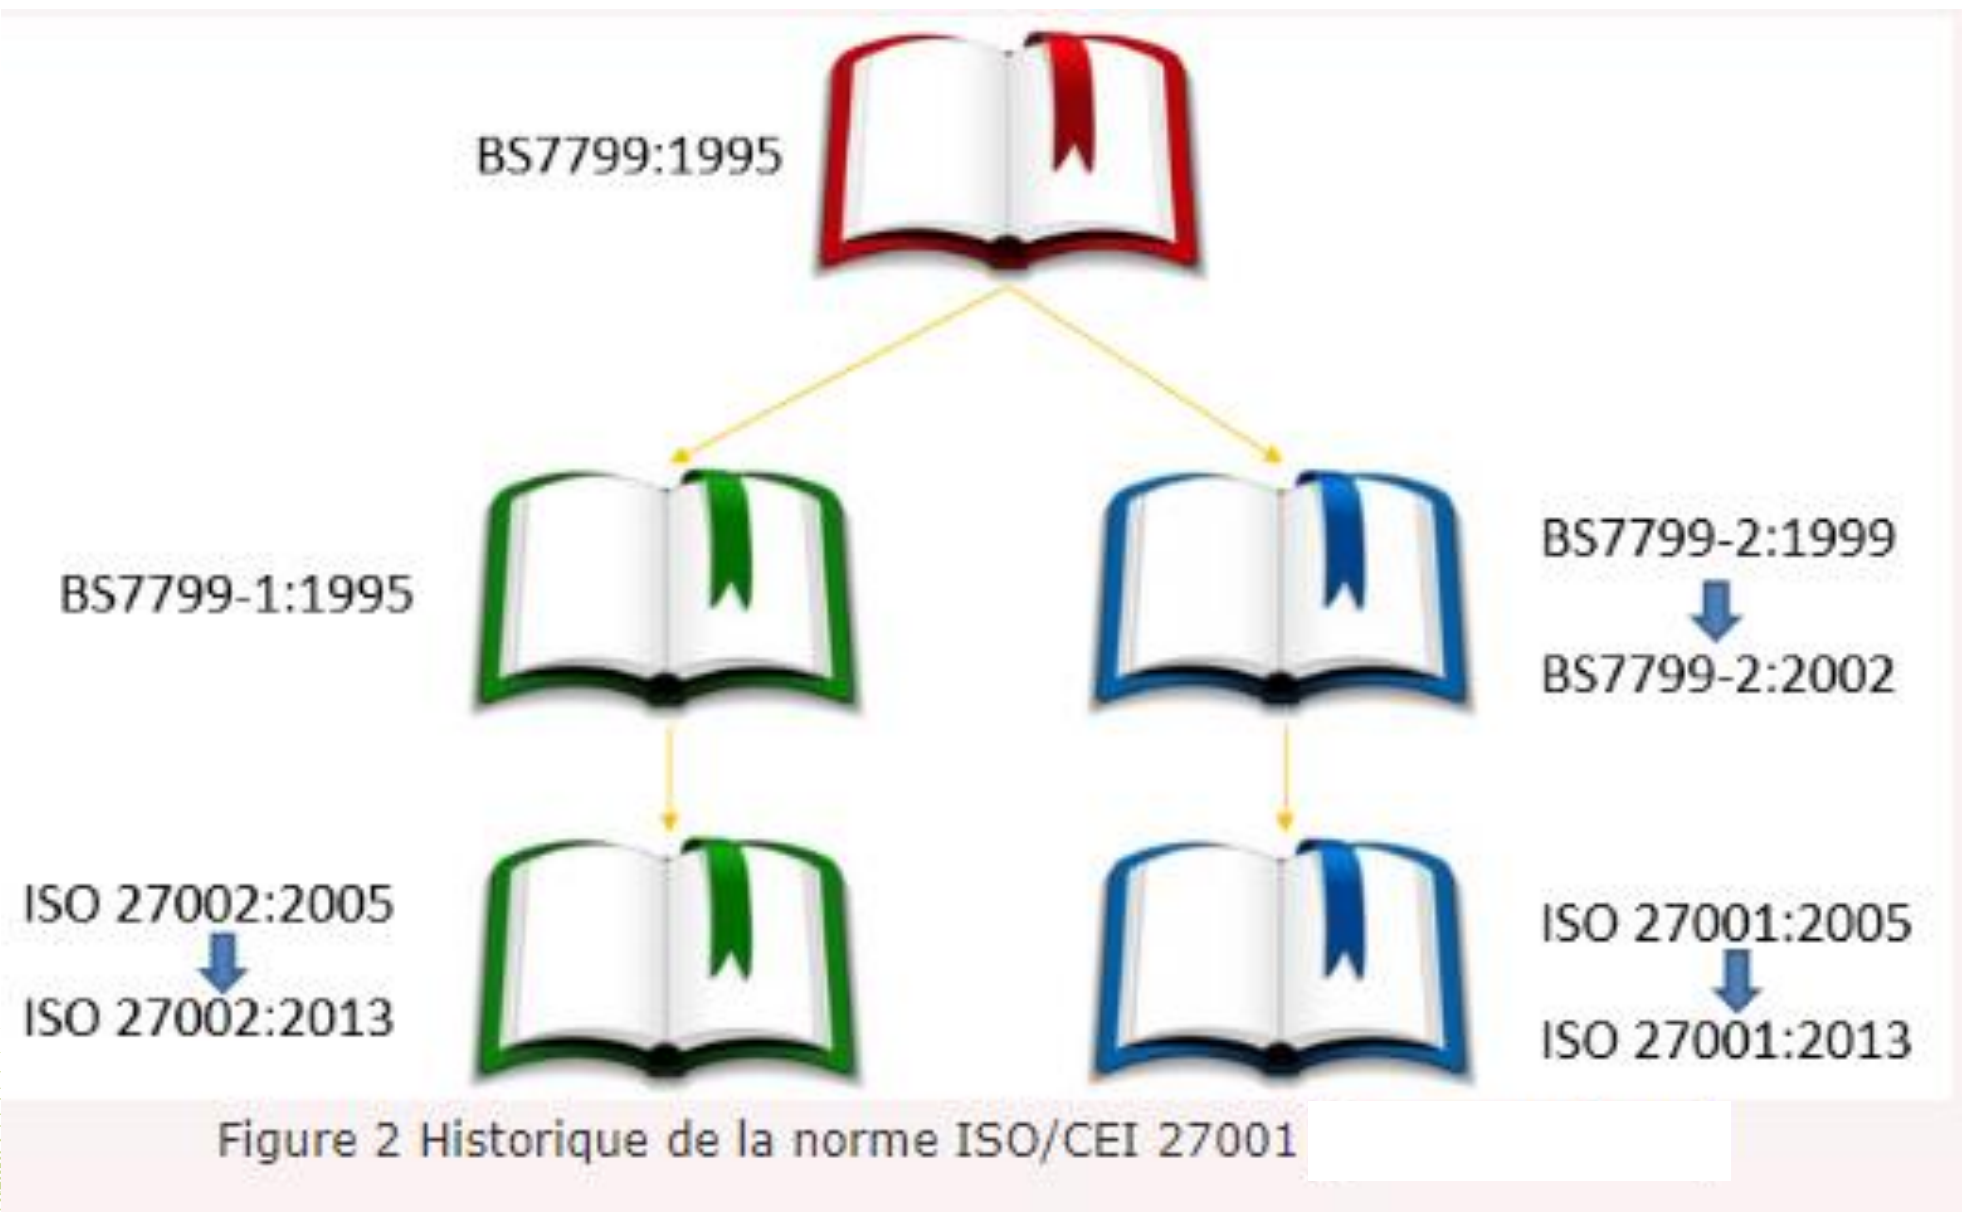 BS7799:1995
BS7799-1:1995
BS7799-2:1999
BS7799-2:2002
ISO 27002:2005
ISO 27002:2013
ISO 27001:2005
ISO 27001:2013
Figure 2 Historique de la norme ISO/CEI 27001